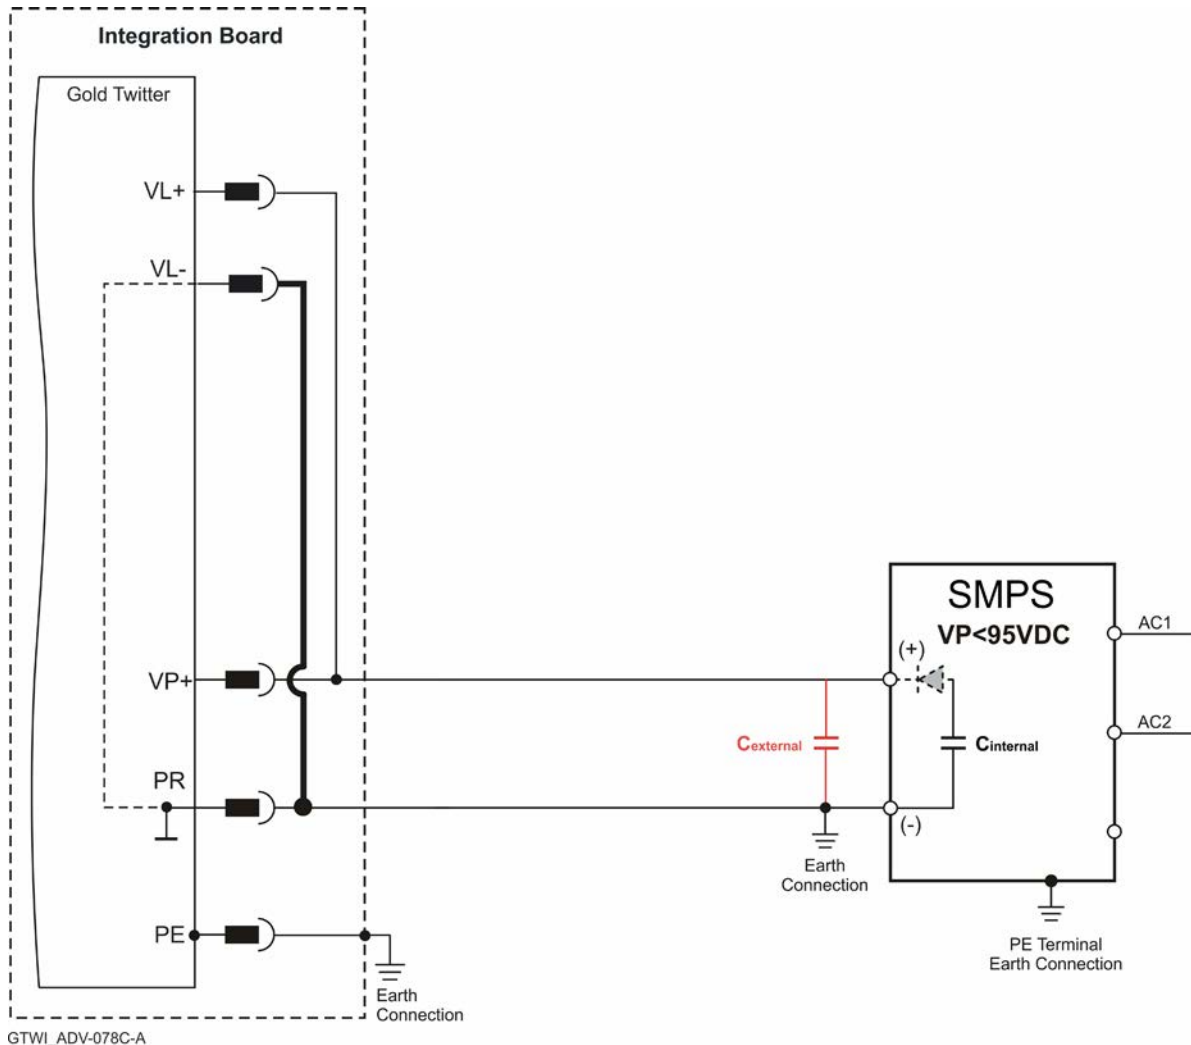 Integration Board
Gold Twitter
VL+
VL-
SMPS
VP<95VDC
AC1
(+)
VP+
AC2
Cexternal
Cinternal
PR
(-)
Earth
Connection
PE
PE Terminal
Earth Connection
Earth
Connection
GTWI_ADV-078C-A